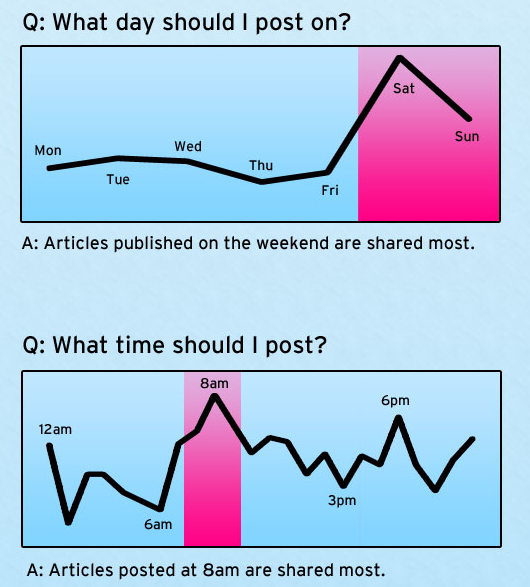 Q: What day should I post on?
Sat
Mon
Wed
Sun
Thu
Tue
Fri
A: Articles published on the weekend are shared most.
Q: What time should I post?
8am
6pm
12am
3pm
6am
A: Articles posted at 8am are shared most.